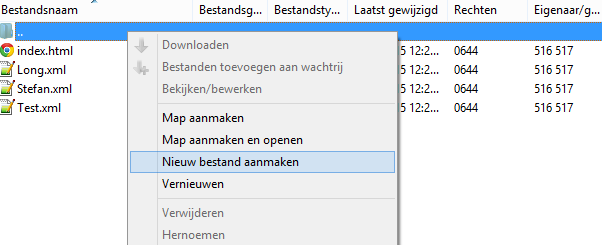 Bestandsnaam Bestandsg... Bestandsty... Laatst gewijzigd Rechten Eigenaar/g...
..
index.html 5 12:2... 0644 516 517
Long.xml 5 12:2... 0644 516 517
Stefan.xml 5 12:2... 0644 516 517
Test.xml 5 12:2... 0644 516 517
Downloaden
Bestanden toevoegen aan wachtrij
Bekijken/bewerken
Map aanmaken
Map aanmaken en openen
Nieuw bestand aanmaken
Vernieuwen
Verwijderen
Hernoemen